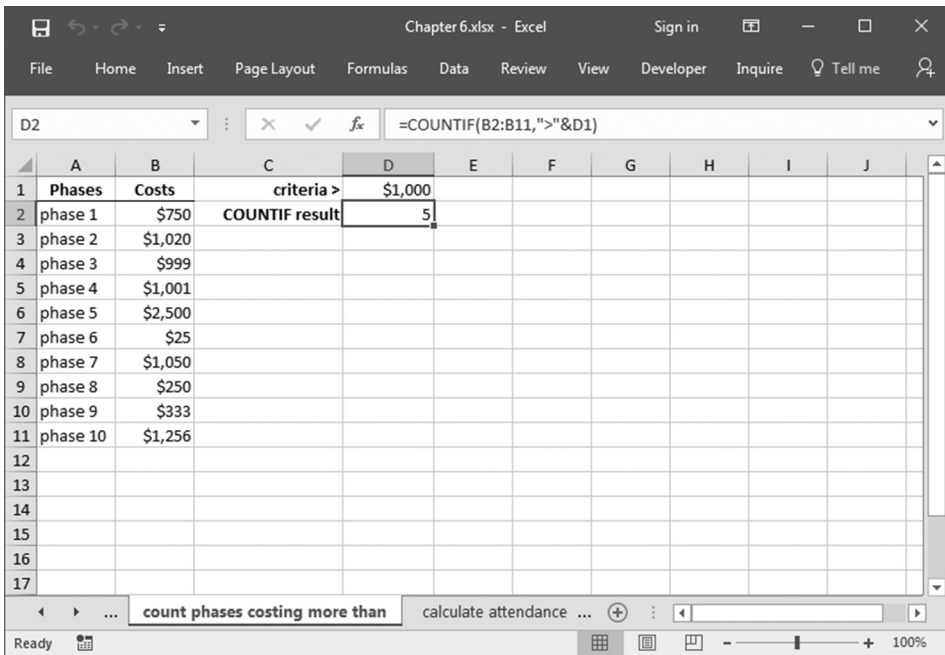 Chapter 6.xlsx - Excel Sign in
File Home Insert Page Layout Formulas Data Review View Developer Inquire Tell me
D2 fx =COUNTIF(B2:B11,">"&D1)
A B C D E F G H I J
1 Phases Costs criteria > $1,000
2 phase 1 $750 COUNTIF result 5
3 phase 2 $1,020
4 phase 3 $999
5 phase 4 $1,001
6 phase 5 $2,500
7 phase 6 $25
8 phase 7 $1,050
9 phase 8 $250
10 phase 9 $333
11 phase 10 $1,256
12
13
14
15
16
17
... count phases costing more than calculate attendance ...
Ready 100%